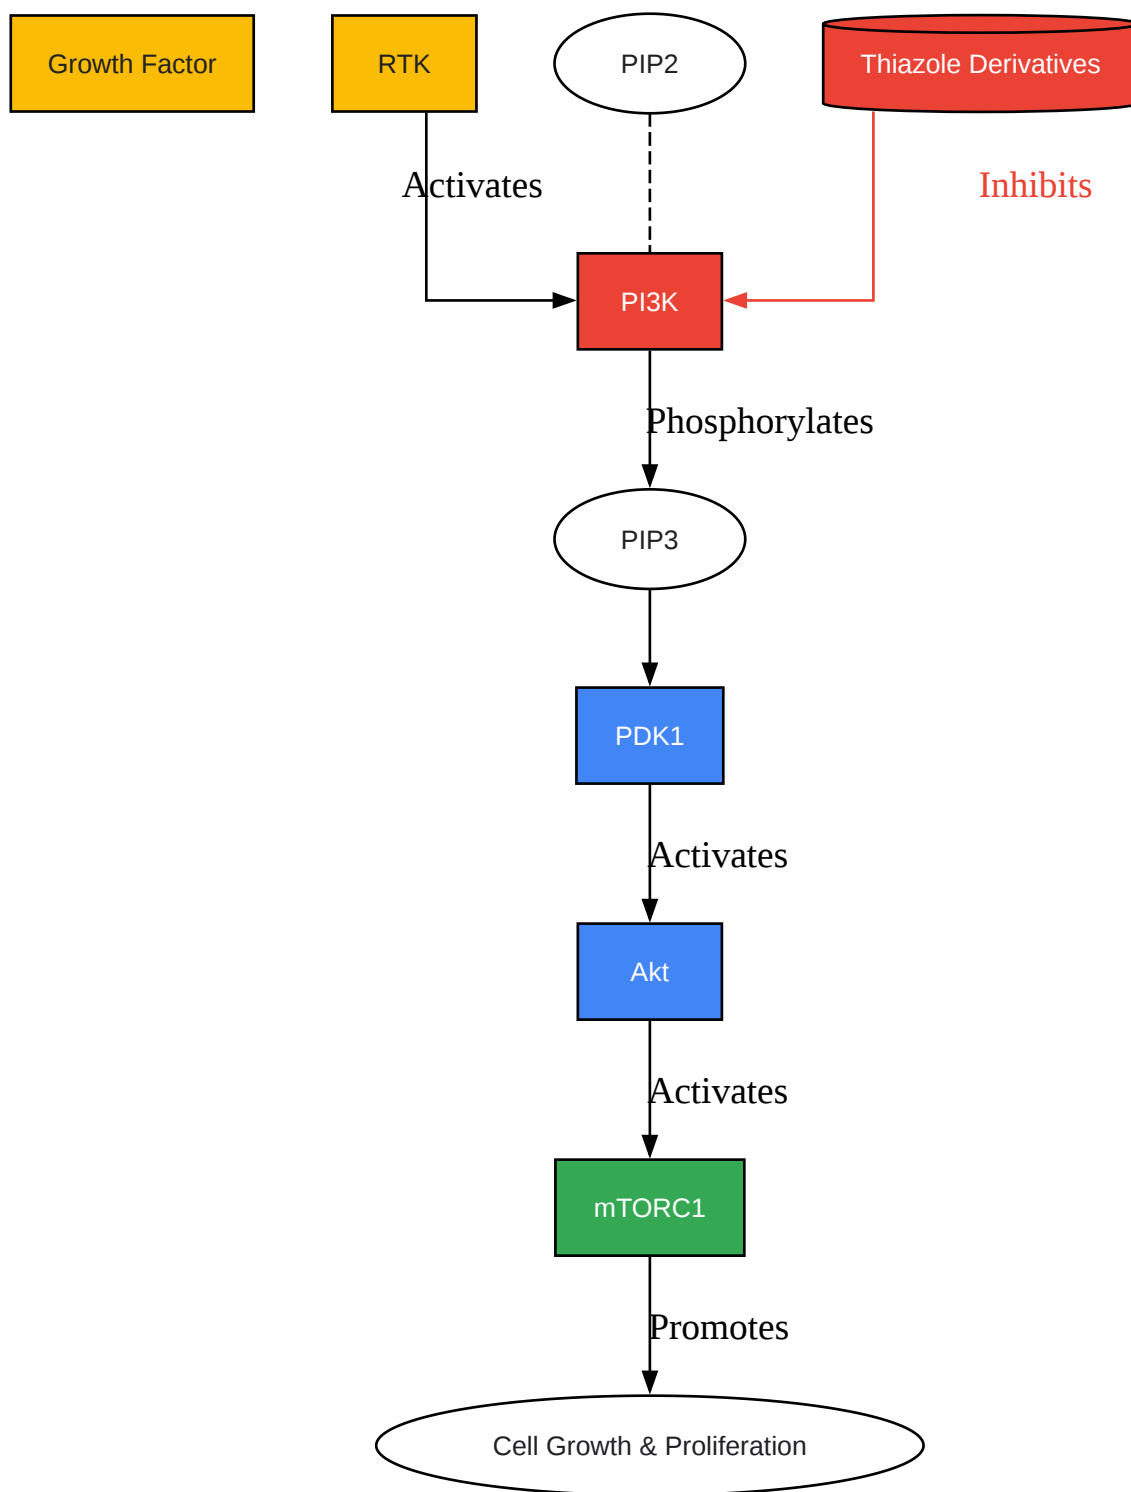 Growth Factor
RTK
PIP2
Thiazole Derivatives
Activates
Inhibits
PI3K
Phosphorylates
PIP3
PDK1
Activates
Akt
Activates
mTORC1
Promotes
Cell Growth & Proliferation